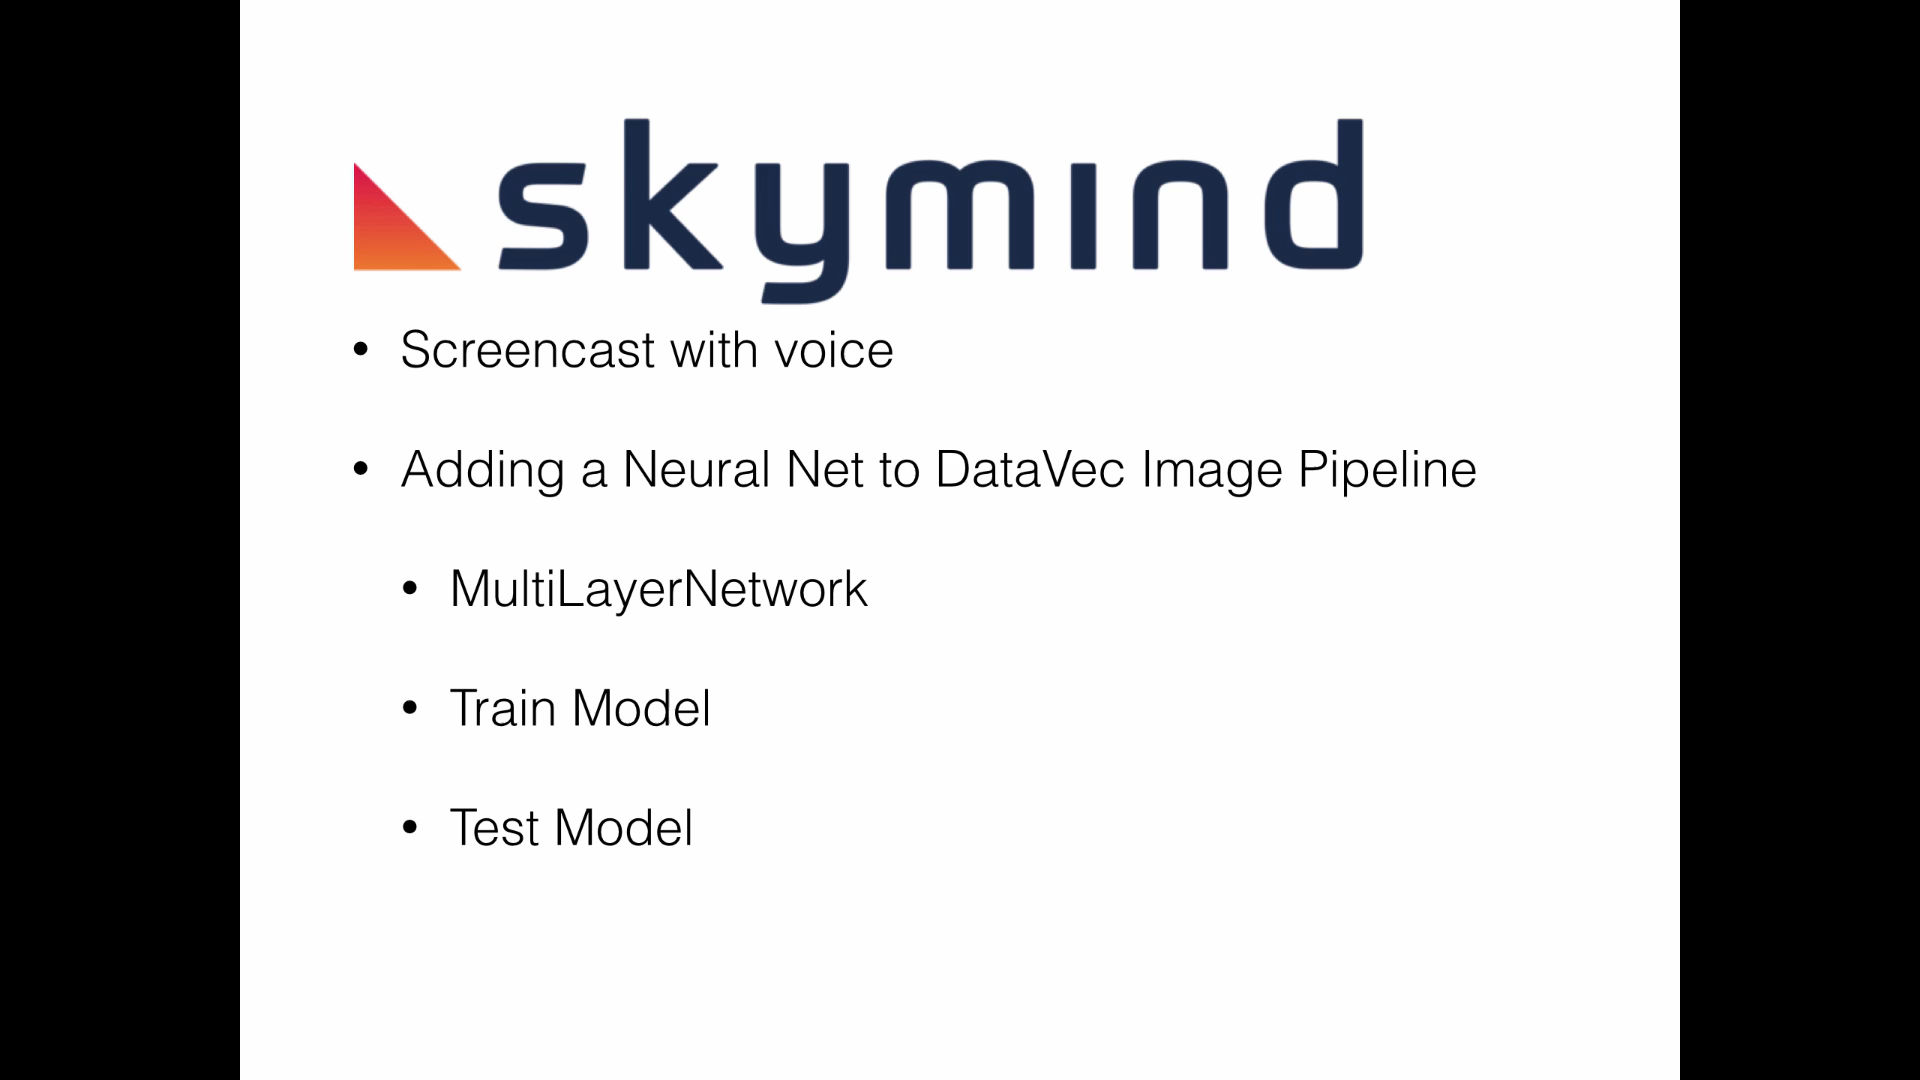 skymind
• Screencast with voice
• Adding a Neural Net to DataVec Image Pipeline
• MultiLayerNetwork
• Train Model
• Test Model